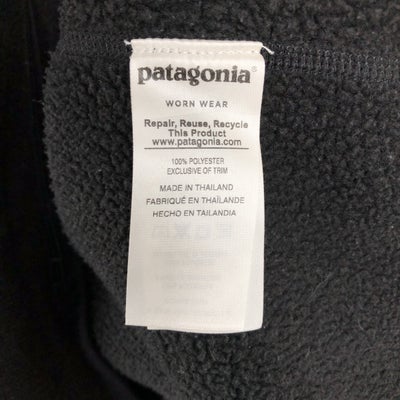 patagonia®
WORN WEAR
Repair, Reuse, Recycle
This Product
www.patagonia.com
100% POLYESTER
EXCLUSIVE OF TRIM
MADE IN THAILAND
FABRIQUÉ EN THAÏLANDE
HECHO EN TAILANDIA